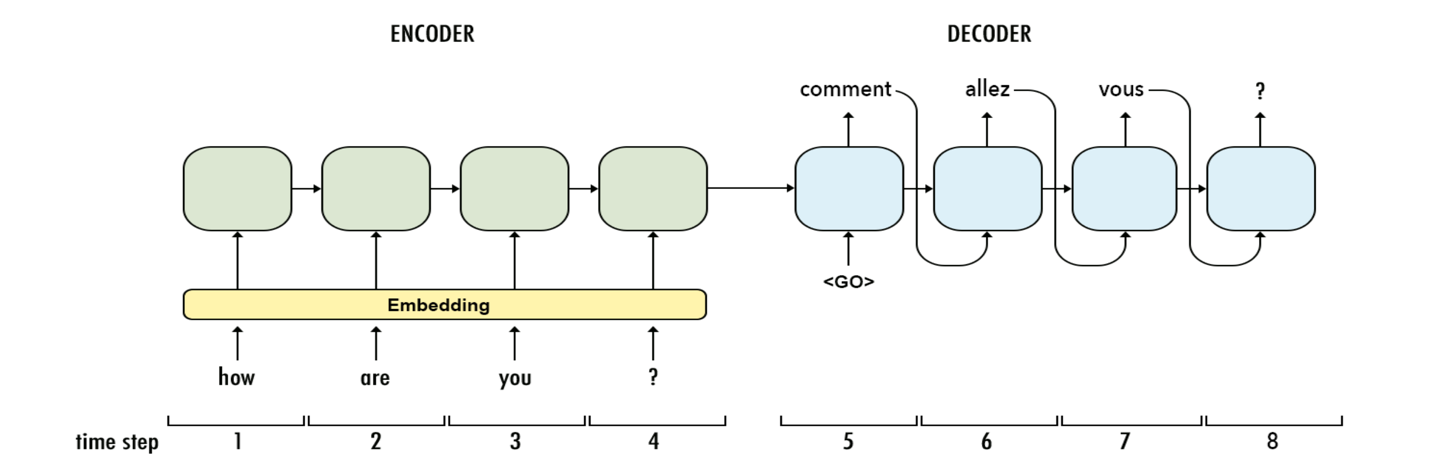 ENCODER DECODER
comment allez vous ?
<GO>
Embedding
how are you ?
time step 1 2 3 4 5 6 7 8